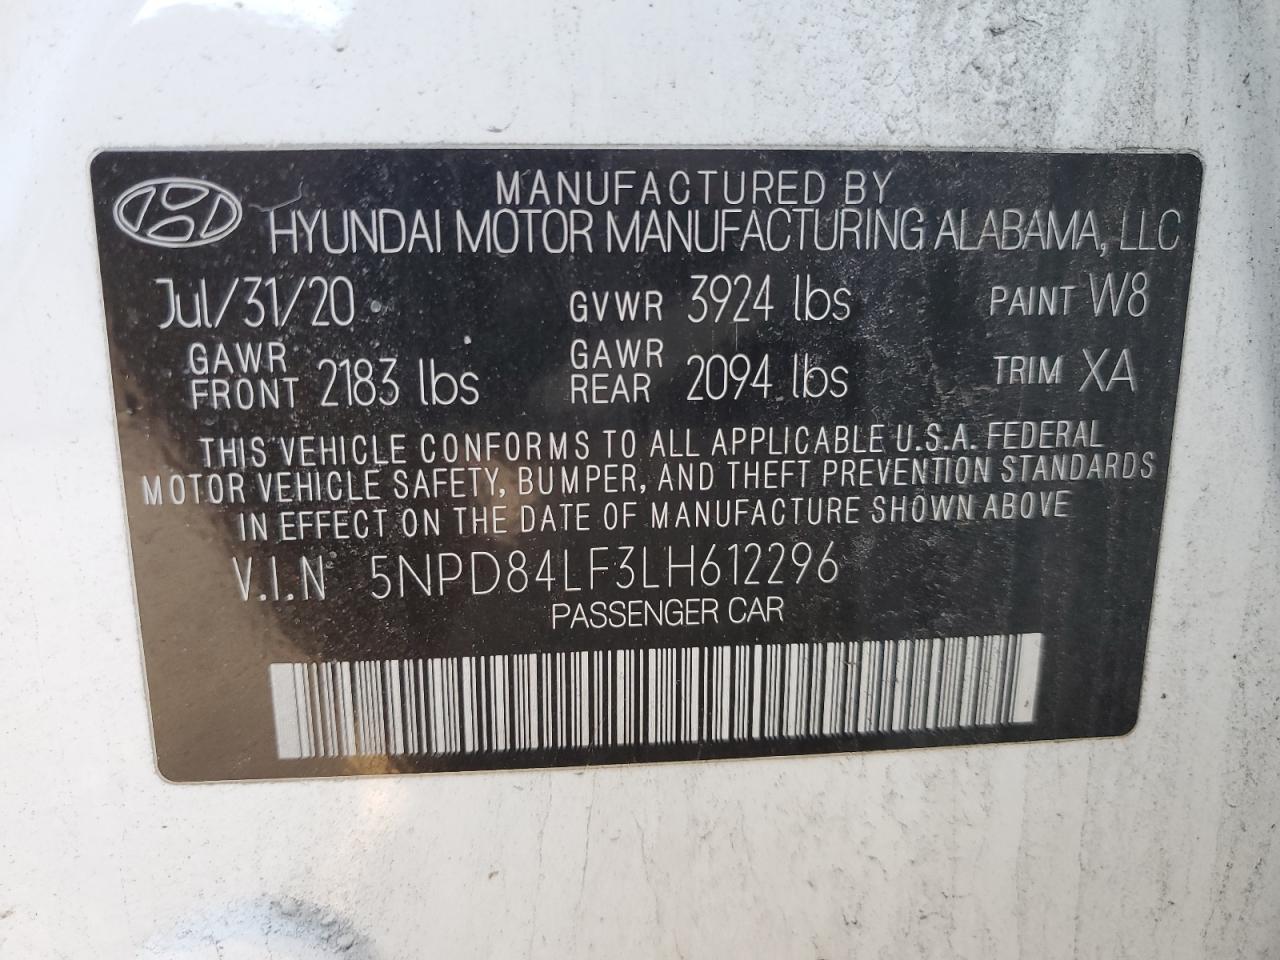 MANUFACTURED BY
HYUNDAI MOTOR MANUFACTURING ALABAMA, LLC
Jul/31/20 GVWR 3924 lbs PAINT W8
GAWR FRONT 2183 lbs GAWR REAR 2094 lbs TRIM XA
THIS VEHICLE CONFORMS TO ALL APPLICABLE U.S.A. FEDERAL
MOTOR VEHICLE SAFETY, BUMPER, AND THEFT PREVENTION STANDARDS
IN EFFECT ON THE DATE OF MANUFACTURE SHOWN ABOVE
V.I.N 5NPD84LF3LH612296
PASSENGER CAR